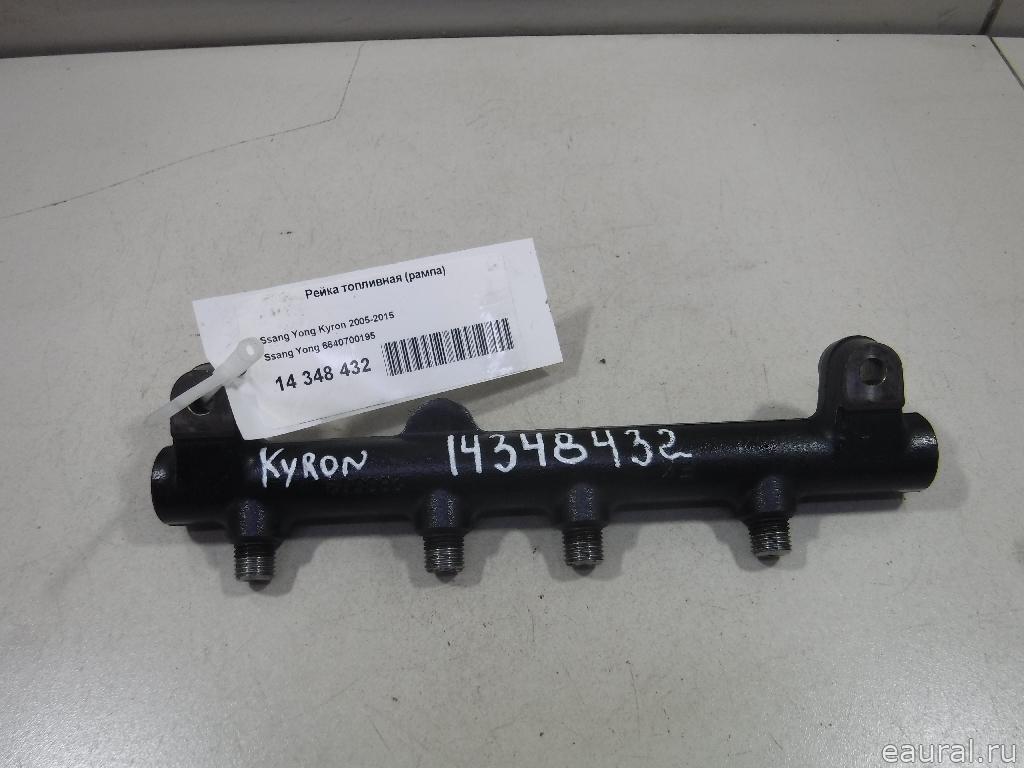 Рейка топливная (рампа)
Ssang Yong Kyron 2005-2015
Ssang Yong 6640700195
14 348 432
KYRON 14348432
eaural.ru